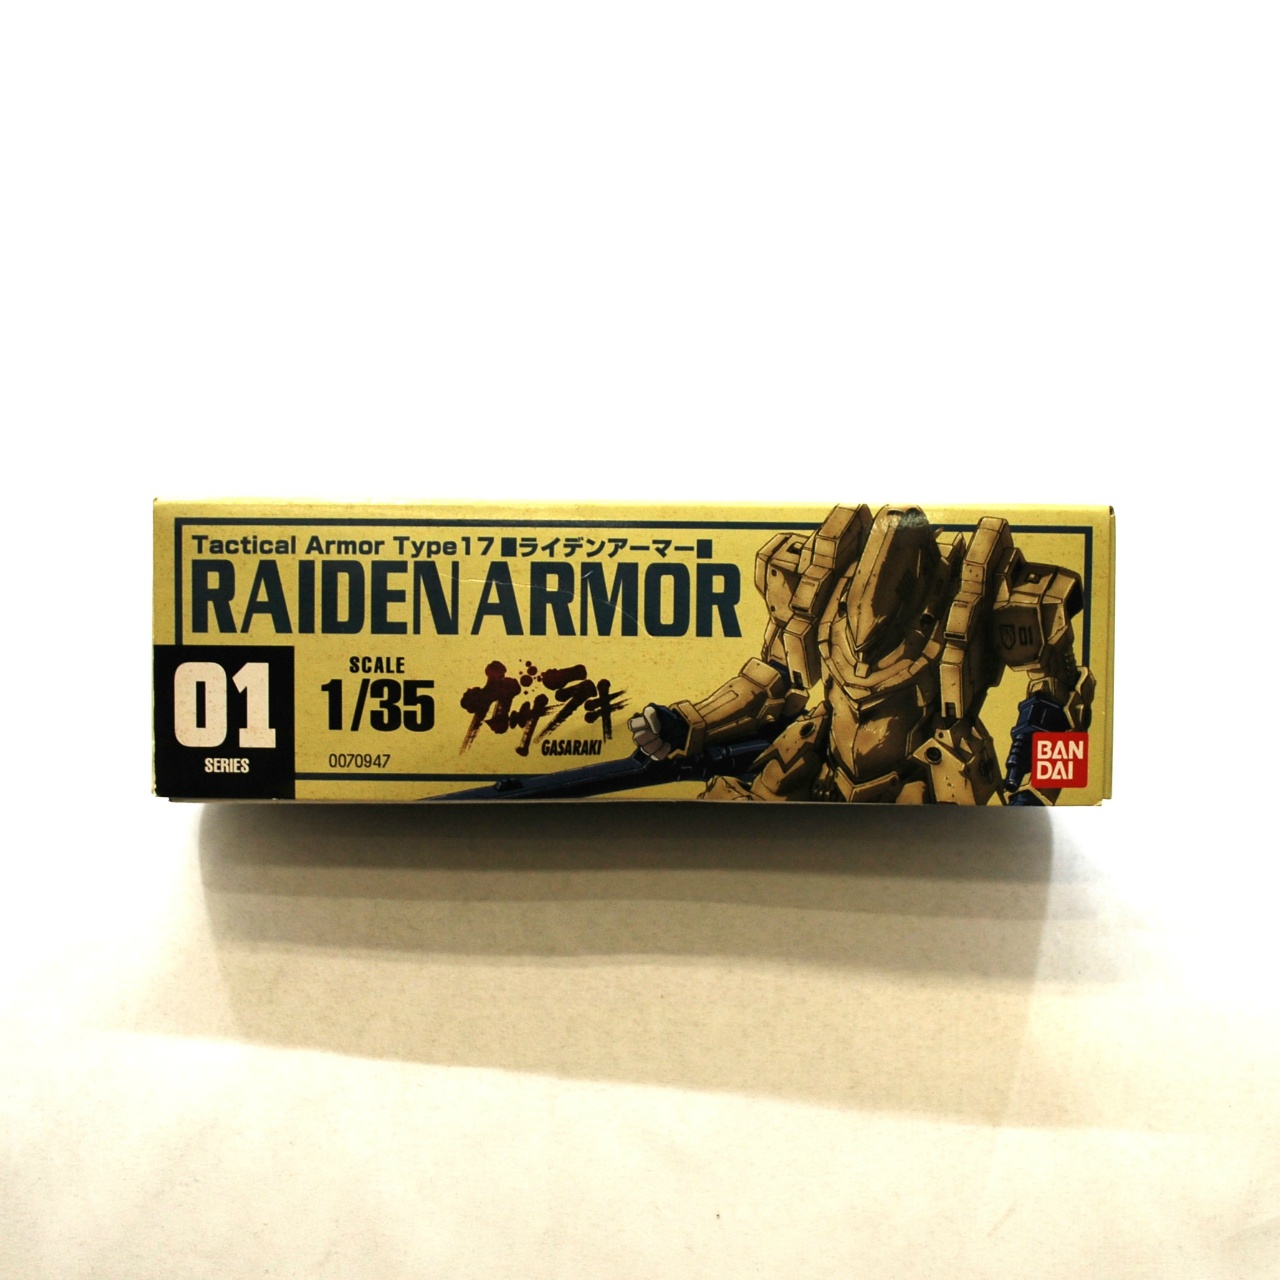 Tactical Armor Type17 ■ライデンアーマー■
RAIDEN ARMOR
01
SERIES
SCALE
1/35
0070947
ガサラキ
GASARAKI
01
BAN
DAI